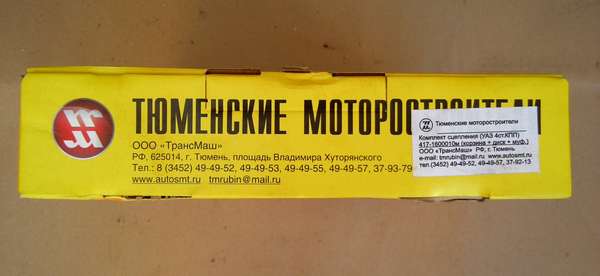 ТЮМЕНСКИЕ МОТОРОСТРОИТЕЛИ
ООО «ТрансМаш»
РФ, 625014, г. Тюмень, площадь Владимира Хуторянского
Тел.: 8 (3452) 49-49-52, 49-49-53, 49-49-55, 49-49-57, 37-93-79
www.autosmt.ru tmrubin@mail.ru
Тюменские моторостроители
Комплект сцепления (УАЗ 4ст.КПП)
417-1600010м (корзина + диск + муф.)
ООО «ТрансМаш» РФ, г. Тюмень
e-mail: tmrubin@mail.ru www.autosmt.ru
тел.(3452) 49-49-52, 49-49-57, 37-92-13